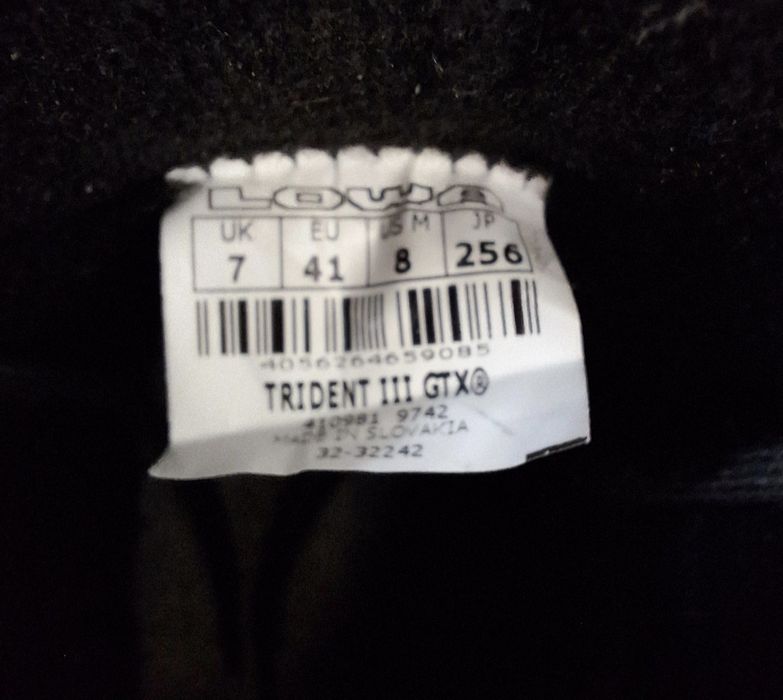 LOWA
UK EU US M JP
7 41 8 256
4056264659085
TRIDENT III GTX®
410981 9742
MADE IN SLOVAKIA
32-32242